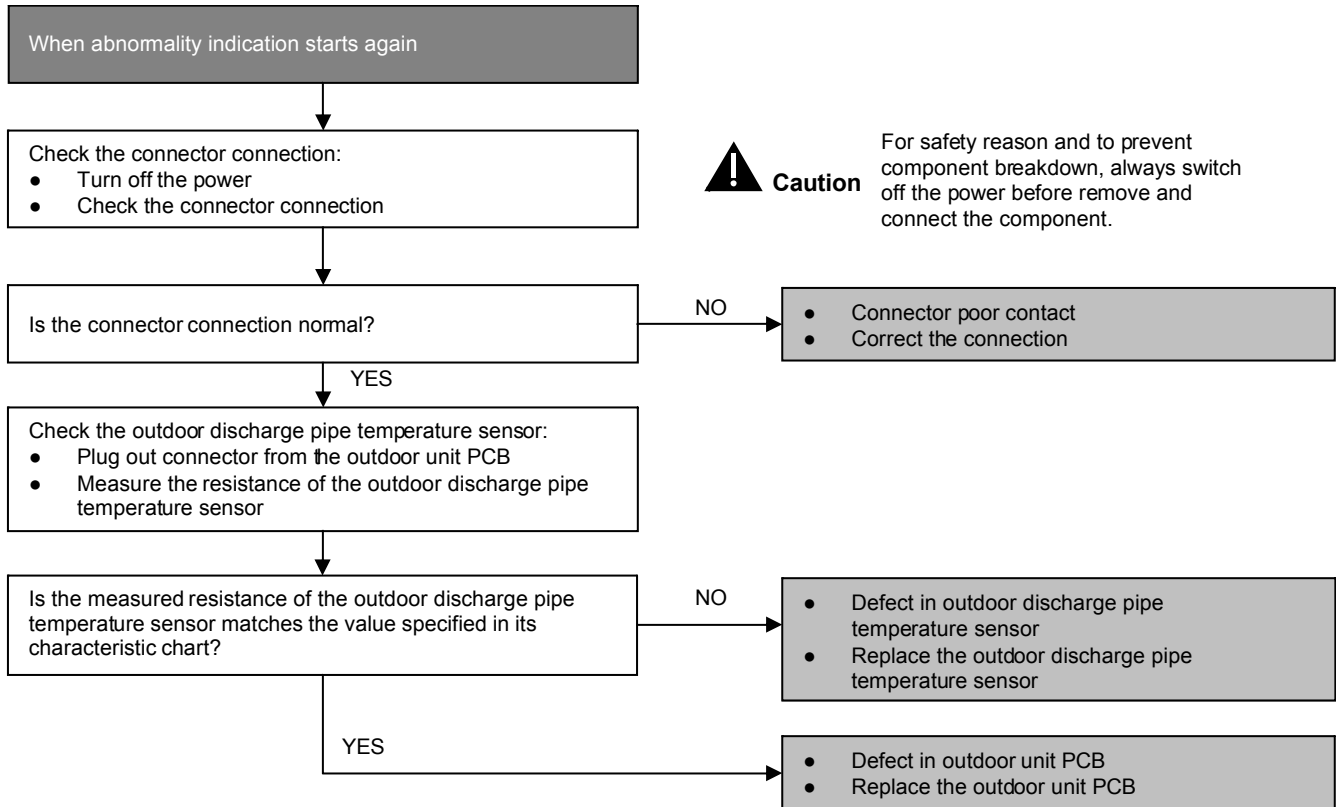 When abnormality indication starts again
Check the connector connection:
● Turn off the power
● Check the connector connection
Caution
For safety reason and to prevent
component breakdown, always switch
off the power before remove and
connect the component.
Is the connector connection normal?
NO
● Connector poor contact
● Correct the connection
YES
Check the outdoor discharge pipe temperature sensor:
● Plug out connector from the outdoor unit PCB
● Measure the resistance of the outdoor discharge pipe
temperature sensor
Is the measured resistance of the outdoor discharge pipe
temperature sensor matches the value specified in its
characteristic chart?
NO
● Defect in outdoor discharge pipe
temperature sensor
● Replace the outdoor discharge pipe
temperature sensor
YES
● Defect in outdoor unit PCB
● Replace the outdoor unit PCB